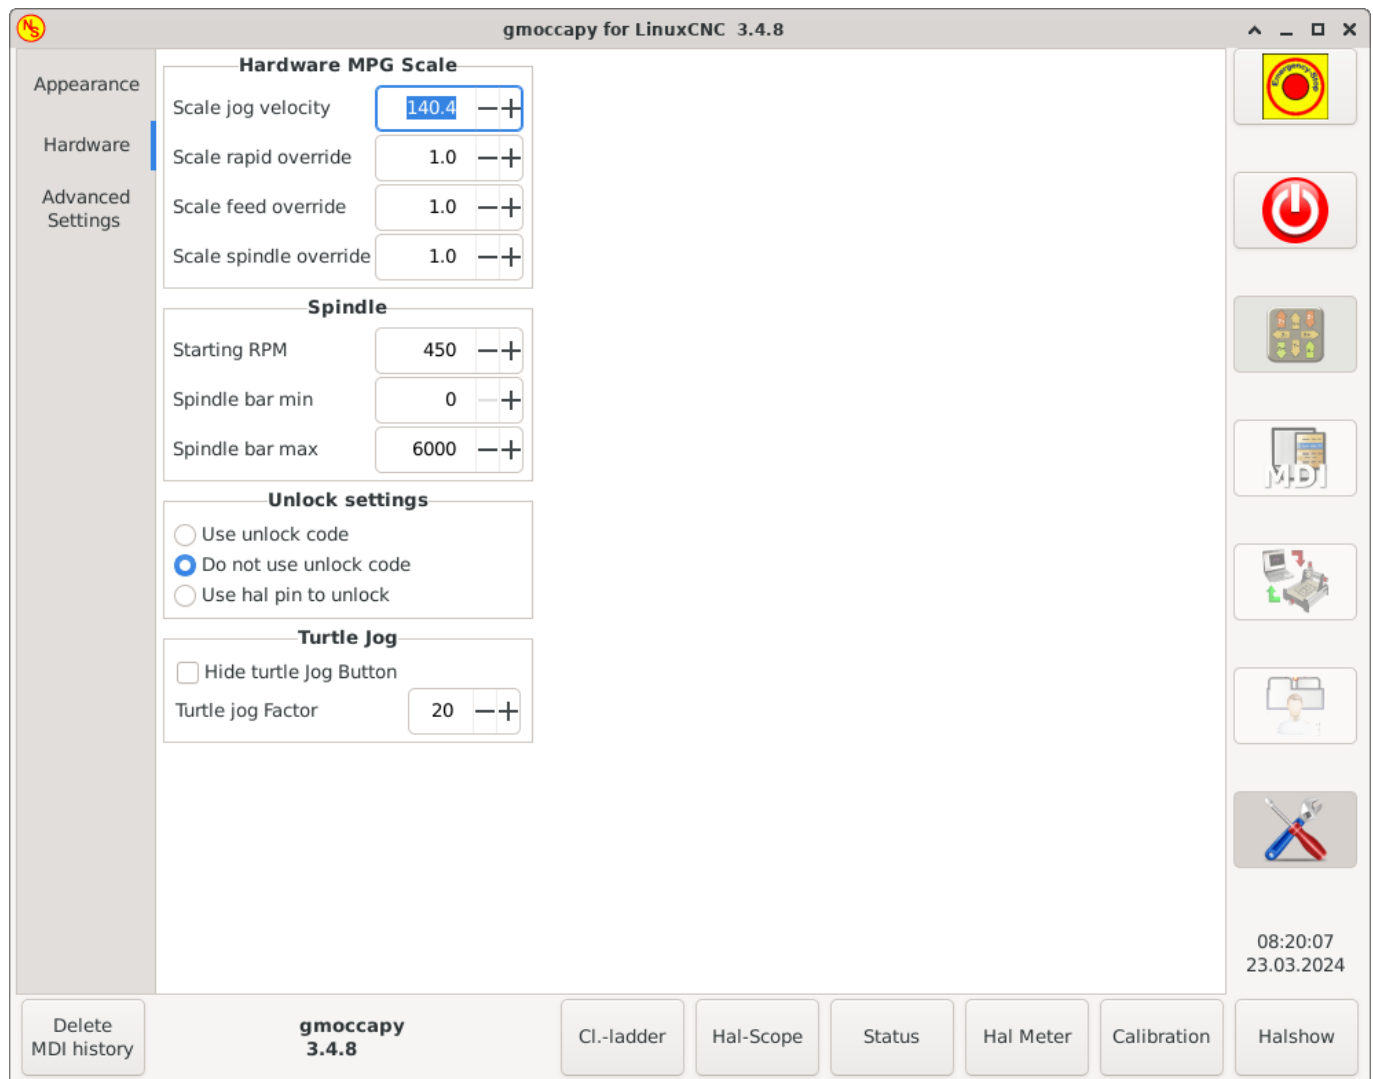 NS
gmoccapy for LinuxCNC 3.4.8
Appearance
Hardware
Advanced
Settings
Hardware MPG Scale
Scale jog velocity 140.4
Scale rapid override 1.0
Scale feed override 1.0
Scale spindle override 1.0
Spindle
Starting RPM 450
Spindle bar min 0
Spindle bar max 6000
Unlock settings
Use unlock code
Do not use unlock code
Use hal pin to unlock
Turtle Jog
Hide turtle Jog Button
Turtle jog Factor 20
Emergency-Stop
MDI
08:20:07
23.03.2024
Delete
MDI history
gmoccapy
3.4.8
Cl.-ladder
Hal-Scope
Status
Hal Meter
Calibration
Halshow